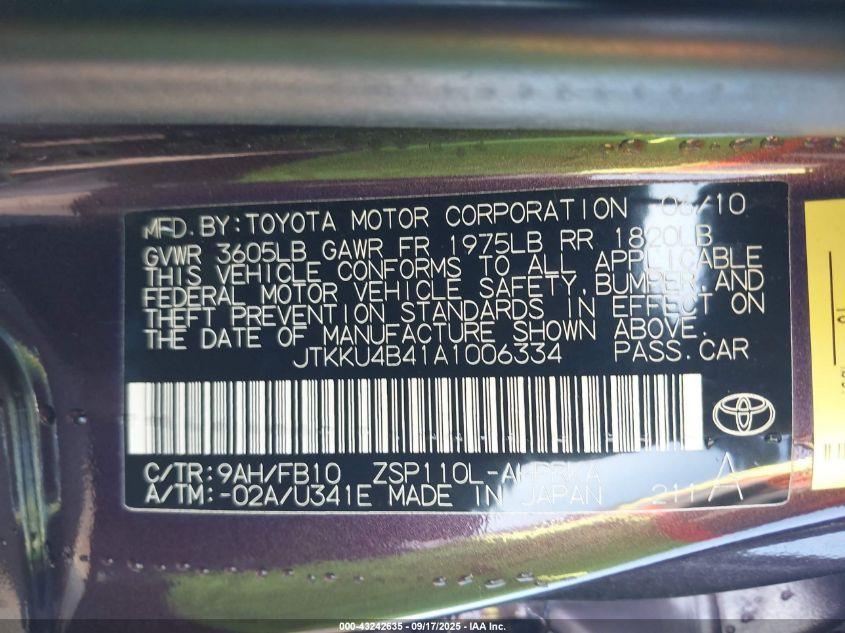 MFD.BY:TOYOTA MOTOR CORPORATION 06/10
GVWR 3605LB GAWR FR 1975LB RR 1820LB
THIS VEHICLE CONFORMS TO ALL APPLICABLE
FEDERAL MOTOR VEHICLE SAFETY,BUMPER,AND
THEFT PREVENTION STANDARDS IN EFFECT ON
THE DATE OF MANUFACTURE SHOWN ABOVE.
JTKKU4B41A1006334 PASS.CAR
C/TR:9AH/FB10 A
A/TM:-02A/U341E MADE IN JAPAN 211
000-43242635 - 09/17/2025 - IAA Inc.